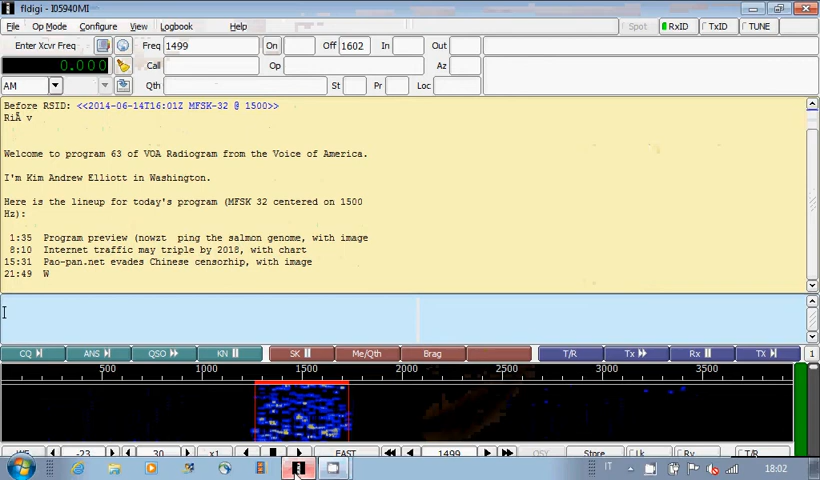 fldigi - IO5940MI
File Op Mode Configure View Logbook Help Spot RxID TxID TUNE
Enter Xcvr Freq Freq 1499 On Off 1602 In Out
0.000 Call Op Az
AM Qth St Pr Loc
Before RSID: <<2014-06-14T16:01Z MFSK-32 @ 1500>>
RiÅ v
Welcome to program 63 of VOA Radiogram from the Voice of America.
I'm Kim Andrew Elliott in Washington.
Here is the lineup for today's program (MFSK 32 centered on 1500
Hz):
1:35 Program preview (nowzt ping the salmon genome, with image
8:10 Internet traffic may triple by 2018, with chart
15:31 Pao-pan.net evades Chinese censorhip, with image
21:49 W
CQ ANS QSO KN SK Me/Qth Brag T/R Tx Rx TX 1
500 1000 1500 2000 2500 3000 3500
WF -23 30 x1 FAST 1499 QSY Lk Rv T/R
IT 18:02